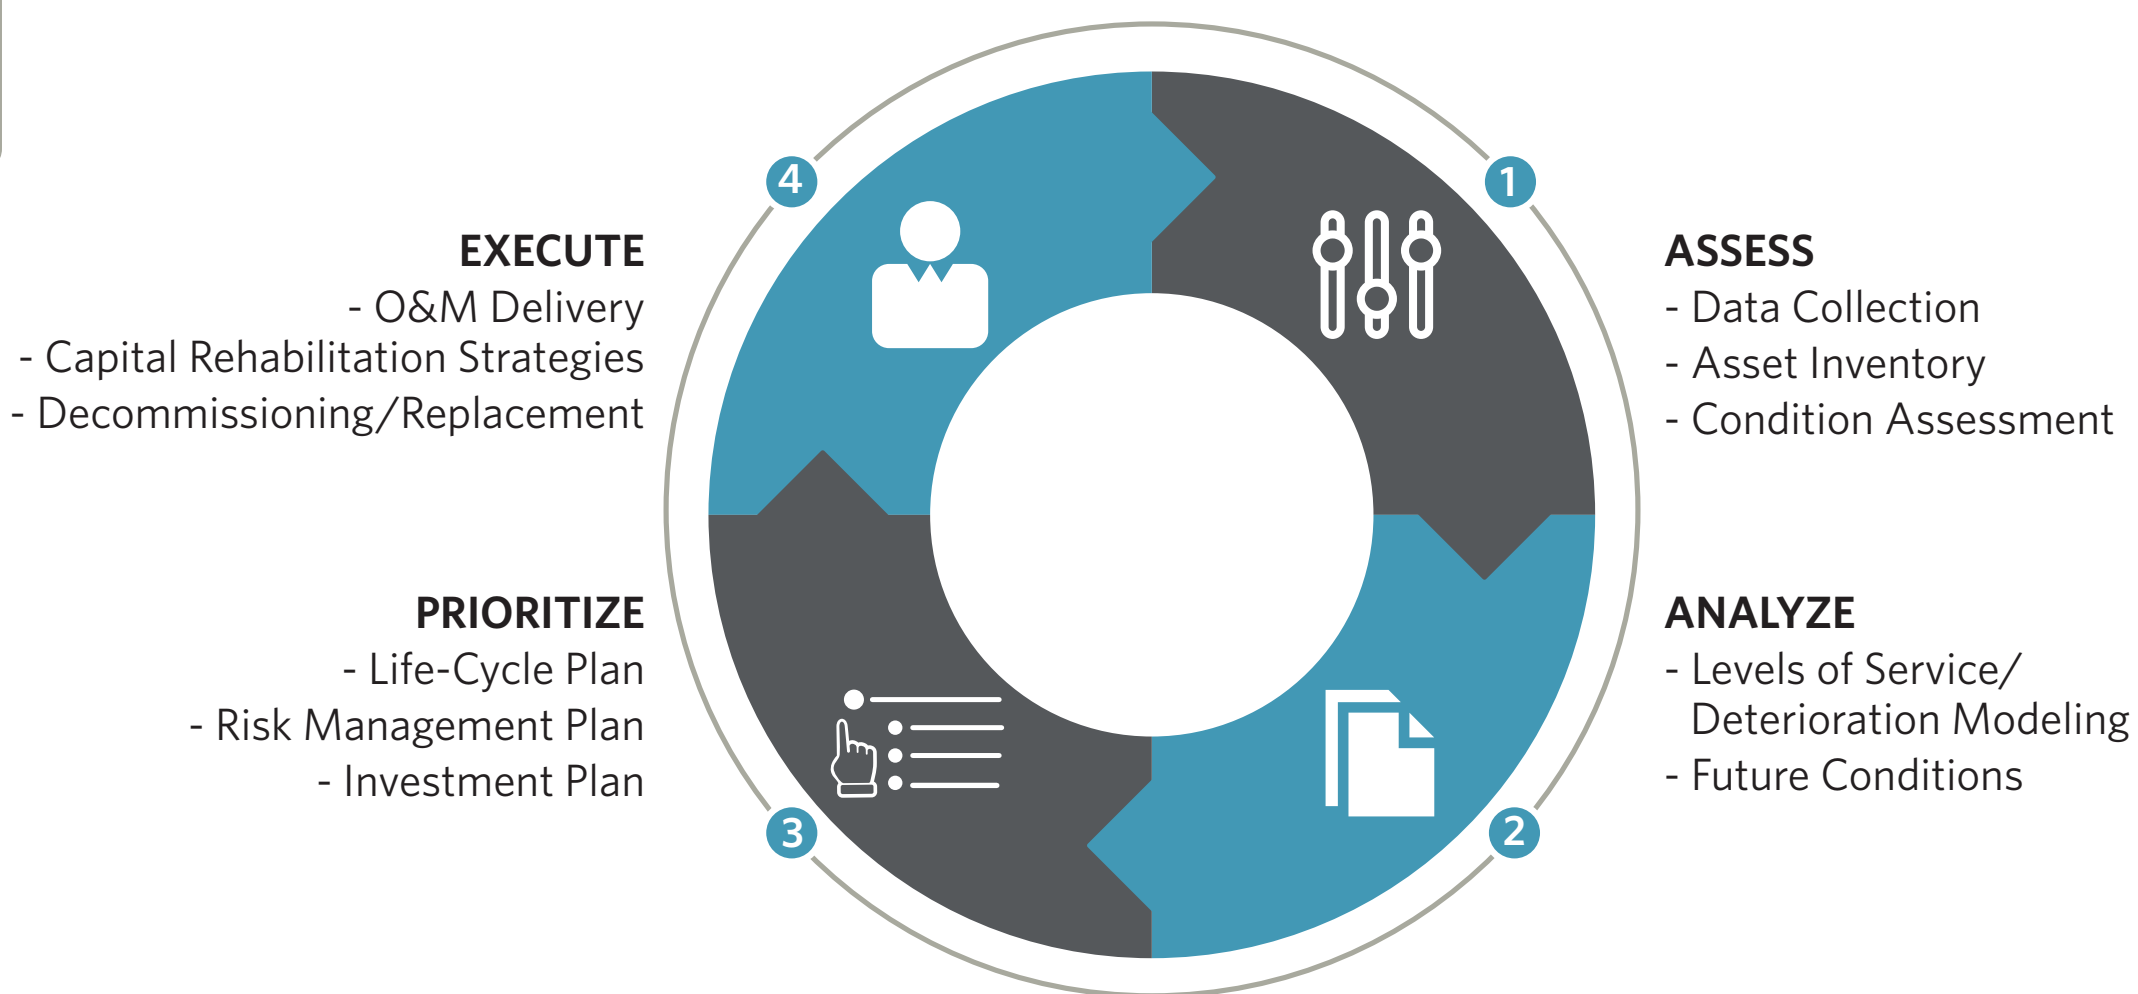 1
ASSESS
- Data Collection
- Asset Inventory
- Condition Assessment
2
ANALYZE
- Levels of Service/
Deterioration Modeling
- Future Conditions
3
PRIORITIZE
- Life-Cycle Plan
- Risk Management Plan
- Investment Plan
4
EXECUTE
- O&M Delivery
- Capital Rehabilitation Strategies
- Decommissioning/Replacement